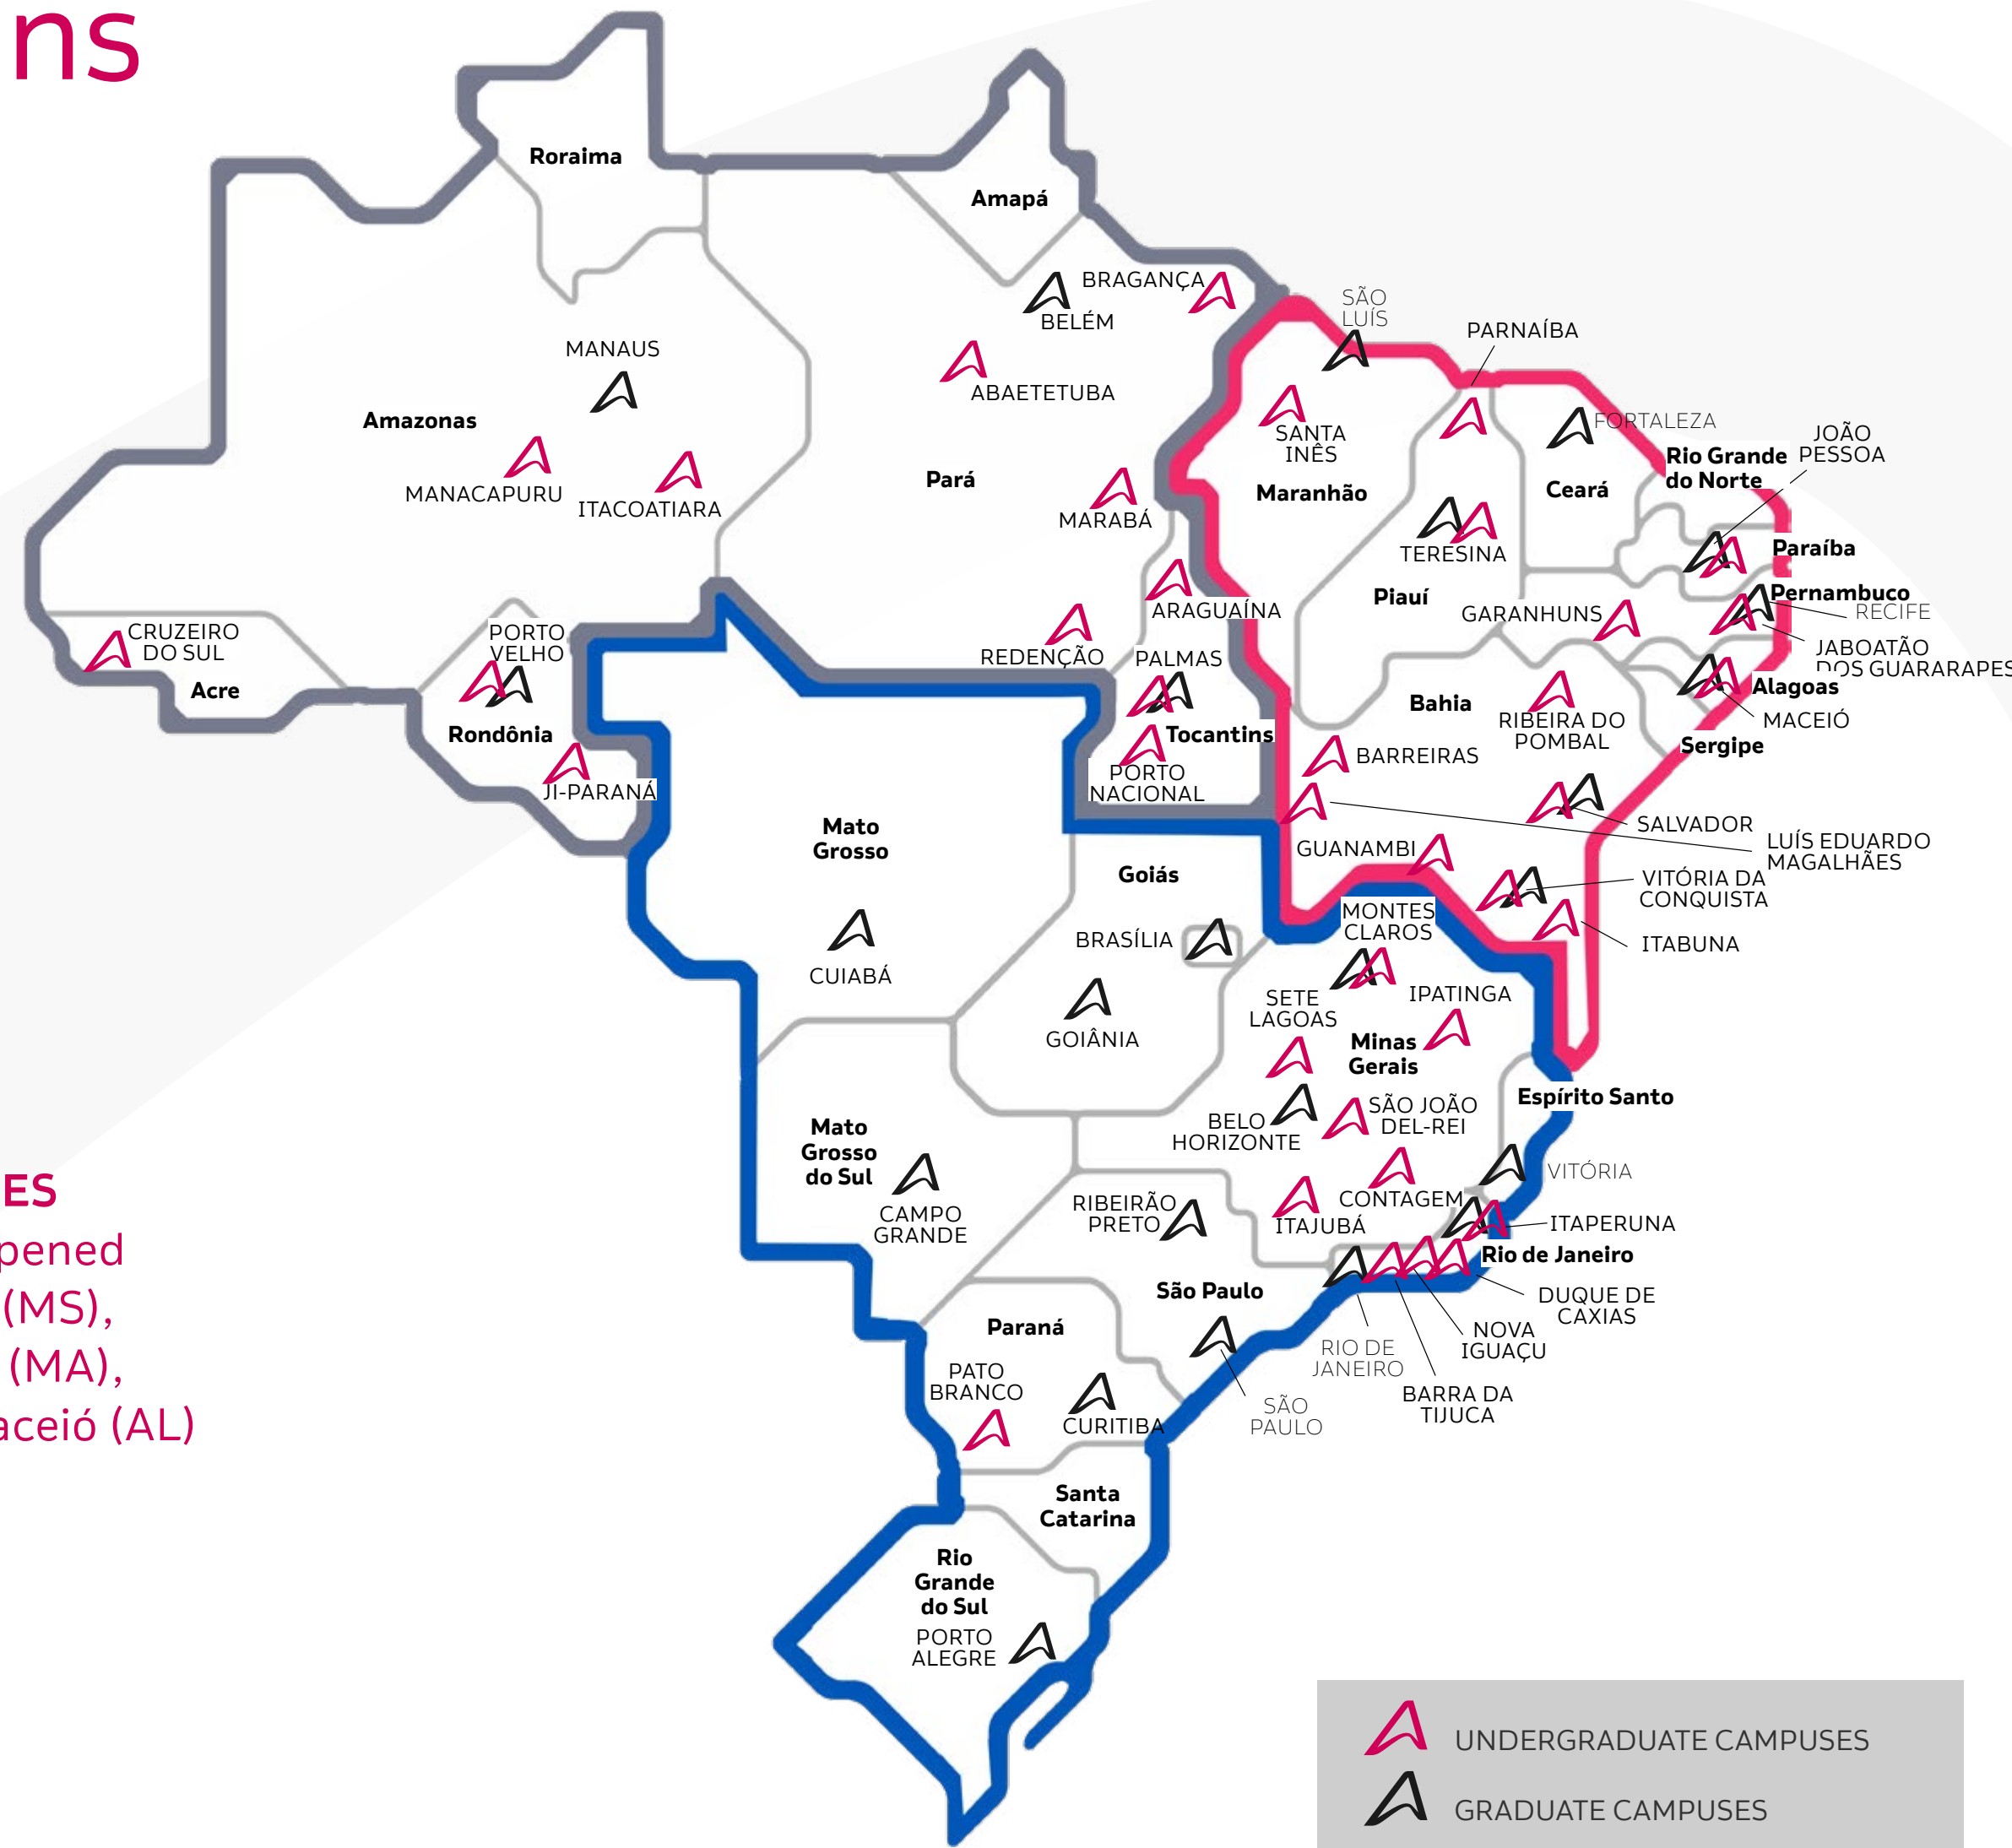 ns
Roraima
Amapá
BRAGANÇA
BELÉM
SÃO
LUÍS
PARNAÍBA
MANAUS
ABAETETUBA
Amazonas
FORTALEZA
JOÃO
PESSOA
SANTA
INÊS
Rio Grande
do Norte
MANACAPURU
ITACOATIARA
Pará
Maranhão
Ceará
MARABÁ
TERESINA
Paraíba
ARAGUAÍNA
Piauí
GARANHUNS
Pernambuco
RECIFE
CRUZEIRO
DO SUL
PORTO
VELHO
REDENÇÃO
PALMAS
JABOATÃO
DOS GUARARAPES
Acre
Rondônia
Tocantins
Bahia
RIBEIRA DO
POMBAL
Alagoas
MACEIÓ
Sergipe
JI-PARANÁ
PORTO
NACIONAL
BARREIRAS
Mato
Grosso
SALVADOR
LUÍS EDUARDO
MAGALHÃES
GUANAMBI
Goiás
VITÓRIA DA
CONQUISTA
MONTES
CLAROS
BRASÍLIA
ITABUNA
CUIABÁ
SETE
LAGOAS
IPATINGA
GOIÂNIA
Minas
Gerais
Espírito Santo
Mato
Grosso
do Sul
BELO
HORIZONTE
SÃO JOÃO
DEL-REI
VITÓRIA
CAMPO
GRANDE
RIBEIRÃO
PRETO
CONTAGEM
ITAJUBÁ
ITAPERUNA
Rio de Janeiro
São Paulo
DUQUE DE
CAXIAS
NOVA
IGUAÇU
RIO DE
JANEIRO
BARRA DA
TIJUCA
Paraná
PATO
BRANCO
CURITIBA
SÃO
PAULO
Santa
Catarina
Rio
Grande
do Sul
PORTO
ALEGRE
ES
pened
(MS),
(MA),
aceió (AL)
UNDERGRADUATE CAMPUSES
GRADUATE CAMPUSES